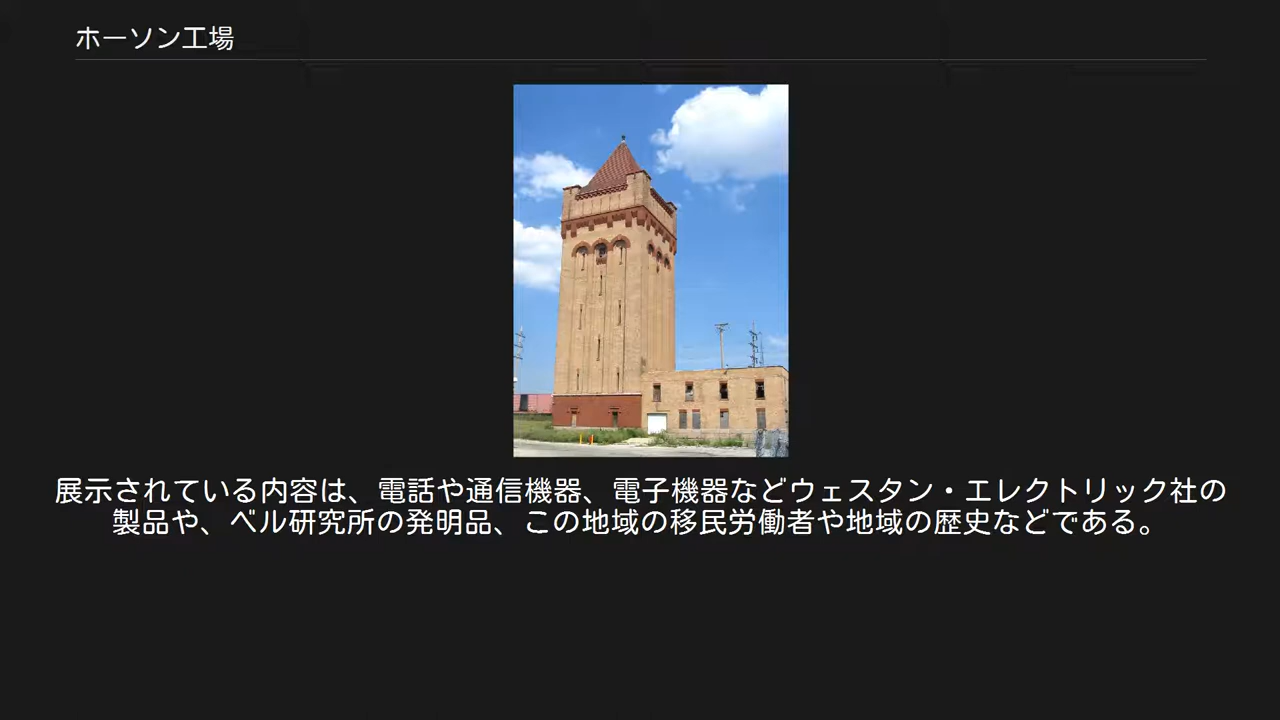 ホーソン工場
展示されている内容は、電話や通信機器、電子機器などウェスタン・エレクトリック社の
製品や、ベル研究所の発明品、この地域の移民労働者や地域の歴史などである。